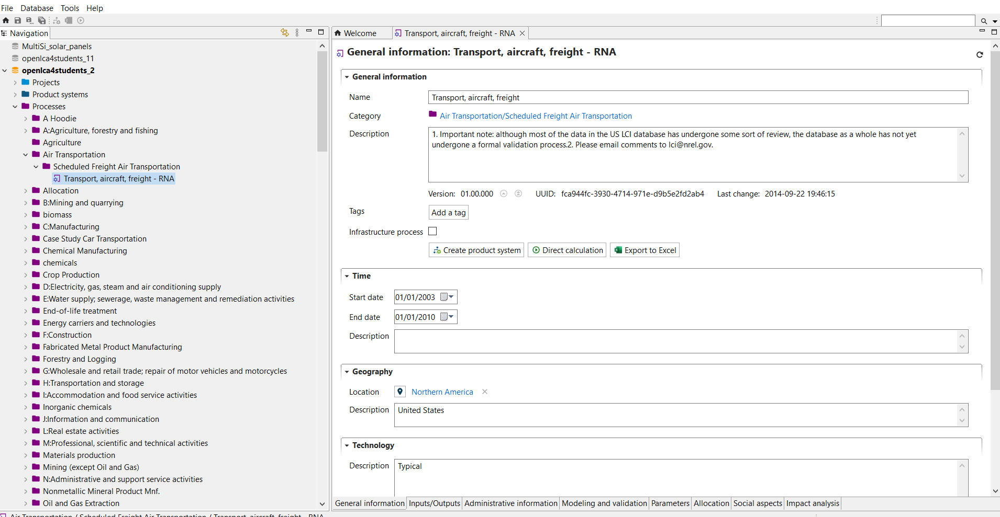 File Database Tools Help
Navigation
MultiSi_solar_panels
openlca4students_11
openlca4students_2
Projects
Product systems
Processes
A Hoodie
A:Agriculture, forestry and fishing
Agriculture
Air Transportation
Scheduled Freight Air Transportation
Transport, aircraft, freight - RNA
Allocation
B:Mining and quarrying
biomass
C:Manufacturing
Case Study Car Transportation
Chemical Manufacturing
chemicals
Crop Production
D:Electricity, gas, steam and air conditioning supply
E:Water supply; sewerage, waste management and remediation activities
End-of-life treatment
Energy carriers and technologies
F:Construction
Fabricated Metal Product Manufacturing
Forestry and Logging
G:Wholesale and retail trade; repair of motor vehicles and motorcycles
H:Transportation and storage
I:Accommodation and food service activities
Inorganic chemicals
J:Information and communication
L:Real estate activities
M:Professional, scientific and technical activities
Materials production
Mining (except Oil and Gas)
N:Administrative and support service activities
Nonmetallic Mineral Product Mnf.
Oil and Gas Extraction
Welcome Transport, aircraft, freight - RNA
General information: Transport, aircraft, freight - RNA
General information
Name Transport, aircraft, freight
Category Air Transportation/Scheduled Freight Air Transportation
Description 1. Important note: although most of the data in the US LCI database has undergone some sort of review, the database as a whole has not yet
undergone a formal validation process.2. Please email comments to lci@nrel.gov.
Version: 01.00.000 UUID: fca944fc-3930-4714-971e-d9b5e2fd2ab4 Last change: 2014-09-22 19:46:15
Tags Add a tag
Infrastructure process
Create product system Direct calculation Export to Excel
Time
Start date 01/01/2003
End date 01/01/2010
Description
Geography
Location Northern America
Description United States
Technology
Description Typical
General information Inputs/Outputs Administrative information Modeling and validation Parameters Allocation Social aspects Impact analysis
Air Transportation / Scheduled Freight Air Transportation / Transport, aircraft, freight - RNA